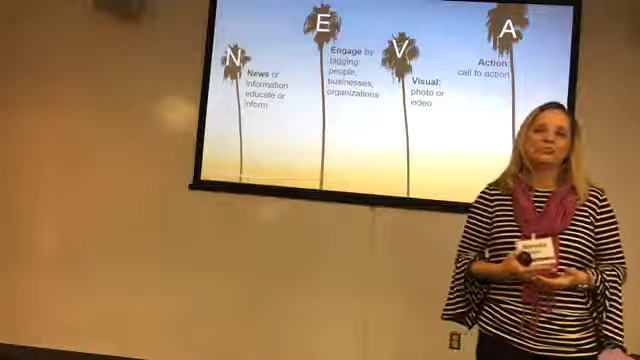 N
News or
information
educate or
inform
E
Engage by
tagging:
people,
businesses,
organizations
V
Visual:
photo or
video
A
Action:
call to action